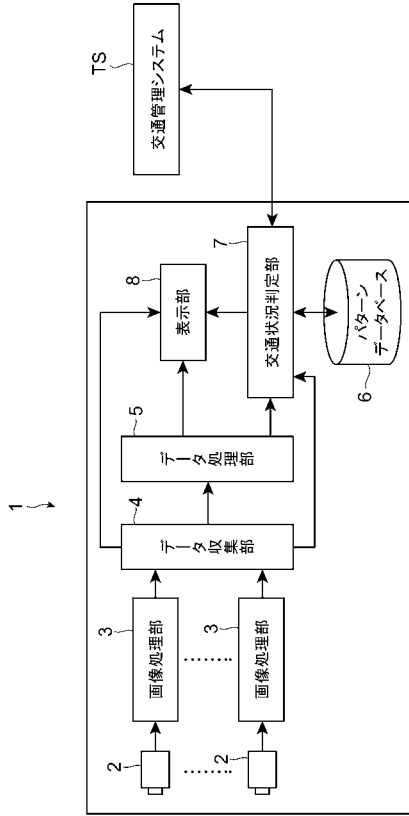 1
2
2
3
画像処理部
3
画像処理部
4
データ収集部
5
データ処理部
8
表示部
7
交通状況判定部
6
パターン
データベース
TS
交通管理システム